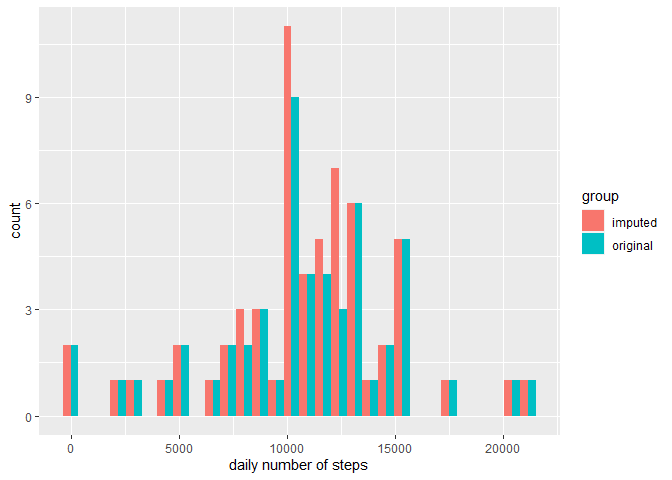 9
6
3
0
count
0 5000 10000 15000 20000
daily number of steps
group
imputed
original